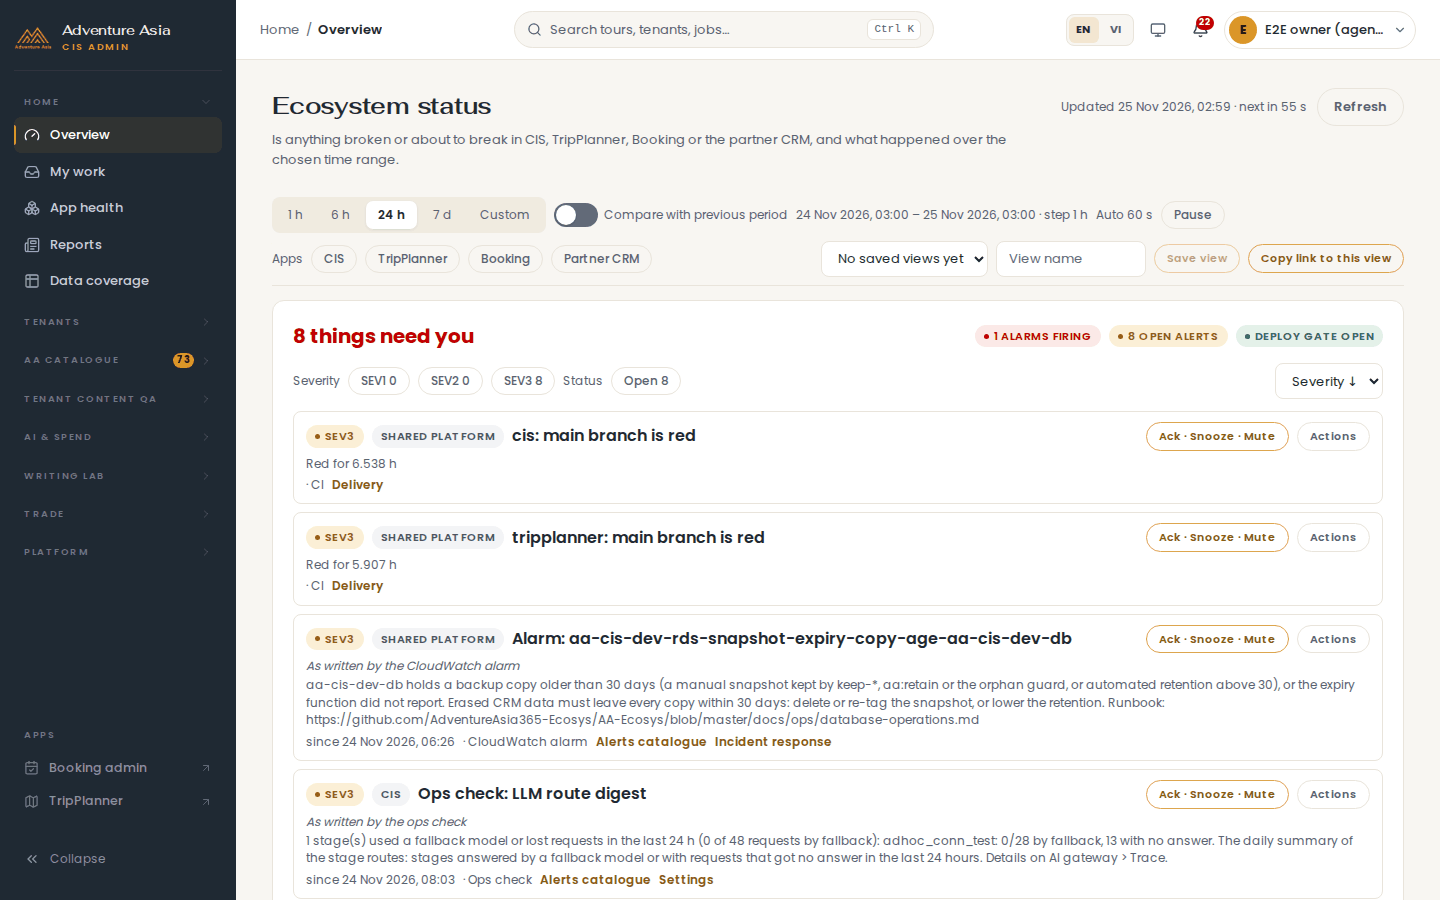 Adventure Asia
CIS ADMIN
Adventure Asia
HOME
Overview
My work
App health
Reports
Data coverage
TENANTS
AA CATALOGUE 73
TENANT CONTENT QA
AI & SPEND
WRITING LAB
TRADE
PLATFORM
APPS
Booking admin
TripPlanner
Collapse
Home / Overview
Search tours, tenants, jobs...
Ctrl K
EN VI
22
E E2E owner (agen...
Ecosystem status
Updated 25 Nov 2026, 02:59 · next in 55 s
Refresh
Is anything broken or about to break in CIS, TripPlanner, Booking or the partner CRM, and what happened over the
chosen time range.
1 h 6 h 24 h 7 d Custom
Compare with previous period 24 Nov 2026, 03:00 – 25 Nov 2026, 03:00 · step 1 h Auto 60 s Pause
Apps CIS TripPlanner Booking Partner CRM
No saved views yet View name Save view Copy link to this view
8 things need you
1 ALARMS FIRING 8 OPEN ALERTS DEPLOY GATE OPEN
Severity SEV1 0 SEV2 0 SEV3 8 Status Open 8
Severity ↓
SEV3 SHARED PLATFORM cis: main branch is red
Ack · Snooze · Mute Actions
Red for 6.538 h
· CI Delivery
SEV3 SHARED PLATFORM tripplanner: main branch is red
Ack · Snooze · Mute Actions
Red for 5.907 h
· CI Delivery
SEV3 SHARED PLATFORM Alarm: aa-cis-dev-rds-snapshot-expiry-copy-age-aa-cis-dev-db
Ack · Snooze · Mute Actions
As written by the CloudWatch alarm
aa-cis-dev-db holds a backup copy older than 30 days (a manual snapshot kept by keep-*, aa:retain or the orphan guard, or automated retention above 30), or the expiry
function did not report. Erased CRM data must leave every copy within 30 days: delete or re-tag the snapshot, or lower the retention. Runbook:
https://github.com/AdventureAsia365-Ecosys/AA-Ecosys/blob/master/docs/ops/database-operations.md
since 24 Nov 2026, 06:26 · CloudWatch alarm Alerts catalogue Incident response
SEV3 CIS Ops check: LLM route digest
Ack · Snooze · Mute Actions
As written by the ops check
1 stage(s) used a fallback model or lost requests in the last 24 h (0 of 48 requests by fallback): adhoc_conn_test: 0/28 by fallback, 13 with no answer. The daily summary of
the stage routes: stages answered by a fallback model or with requests that got no answer in the last 24 hours. Details on AI gateway > Trace.
since 24 Nov 2026, 08:03 · Ops check Alerts catalogue Settings